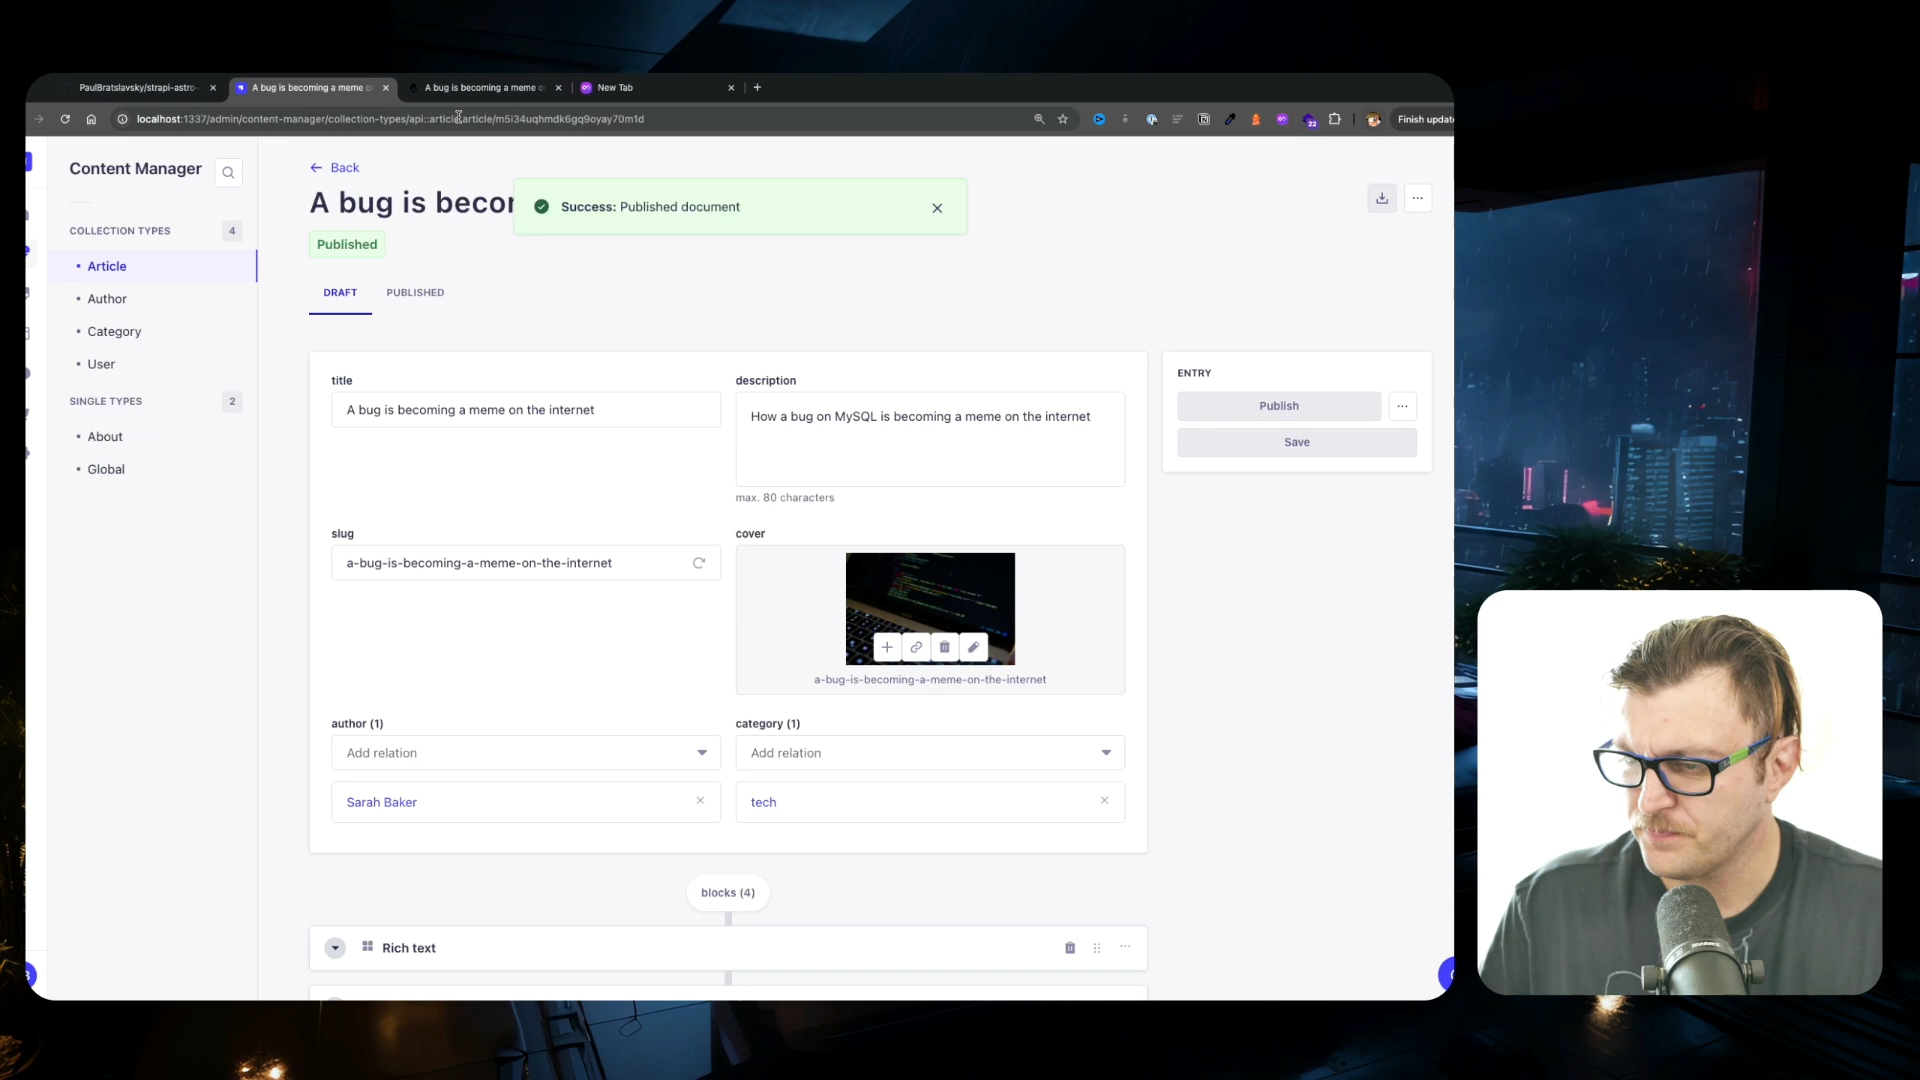 PaulBratslavsky/strapi-astro-
A bug is becoming a meme o
A bug is becoming a meme o
New Tab
localhost:1337/admin/content-manager/collection-types/api::article.article/m5i34uqhmdk6gq9oyay70m1d
22
Finish update
Content Manager
Back
A bug is becor
Success: Published document
Published
COLLECTION TYPES
4
Article
Author
Category
User
SINGLE TYPES
2
About
Global
DRAFT
PUBLISHED
title
A bug is becoming a meme on the internet
description
How a bug on MySQL is becoming a meme on the internet
max. 80 characters
ENTRY
Publish
Save
slug
a-bug-is-becoming-a-meme-on-the-internet
cover
a-bug-is-becoming-a-meme-on-the-internet
author (1)
Add relation
Sarah Baker
category (1)
Add relation
tech
blocks (4)
Rich text